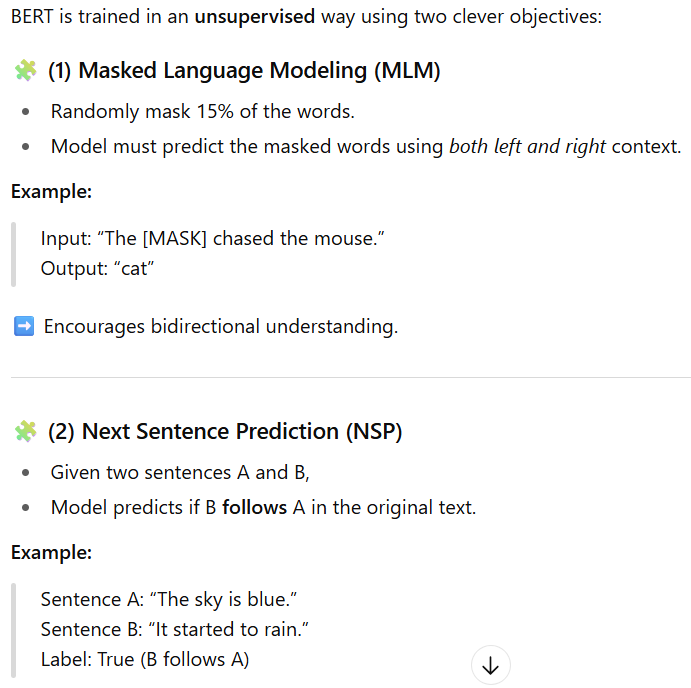 BERT is trained in an unsupervised way using two clever objectives:
(1) Masked Language Modeling (MLM)
Randomly mask 15% of the words.
Model must predict the masked words using both left and right context.
Example:
Input: “The [MASK] chased the mouse.”
Output: “cat”
Encourages bidirectional understanding.
(2) Next Sentence Prediction (NSP)
Given two sentences A and B,
Model predicts if B follows A in the original text.
Example:
Sentence A: “The sky is blue.”
Sentence B: “It started to rain.”
Label: True (B follows A)